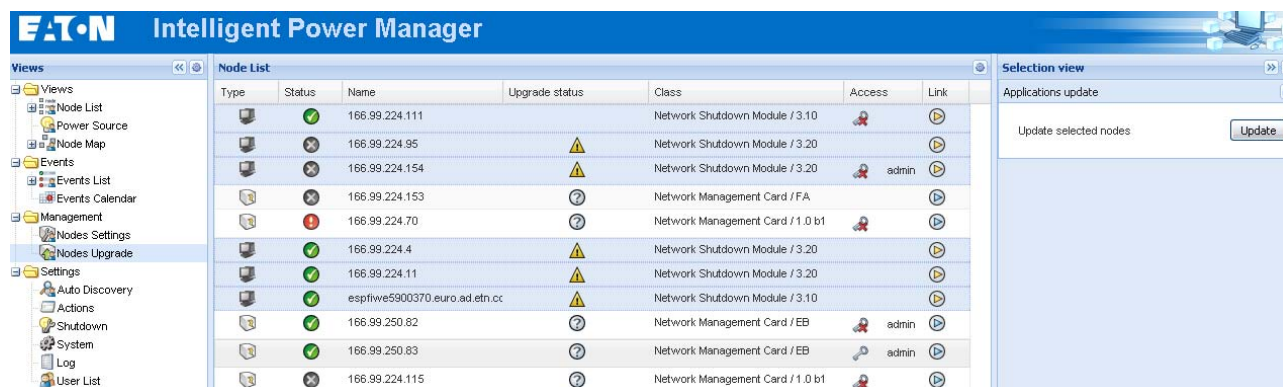 EATON Intelligent Power Manager
Views
Views
Node List
Power Source
Node Map
Events
Events List
Events Calendar
Management
Nodes Settings
Nodes Upgrade
Settings
Auto Discovery
Actions
Shutdown
System
Log
User List
Node List
Type Status Name Upgrade status Class Access Link
166.99.224.111 Network Shutdown Module / 3.10
166.99.224.95 Network Shutdown Module / 3.20
166.99.224.154 Network Shutdown Module / 3.20 admin
166.99.224.153 Network Management Card / FA
166.99.224.70 Network Management Card / 1.0 b1
166.99.224.4 Network Shutdown Module / 3.20
166.99.224.11 Network Shutdown Module / 3.20
espfiwe5900370.euro.ad.etn.cc Network Shutdown Module / 3.10
166.99.250.82 Network Management Card / EB admin
166.99.250.83 Network Management Card / EB admin
166.99.224.115 Network Management Card / 1.0 b1
Selection view
Applications update
Update selected nodes Update